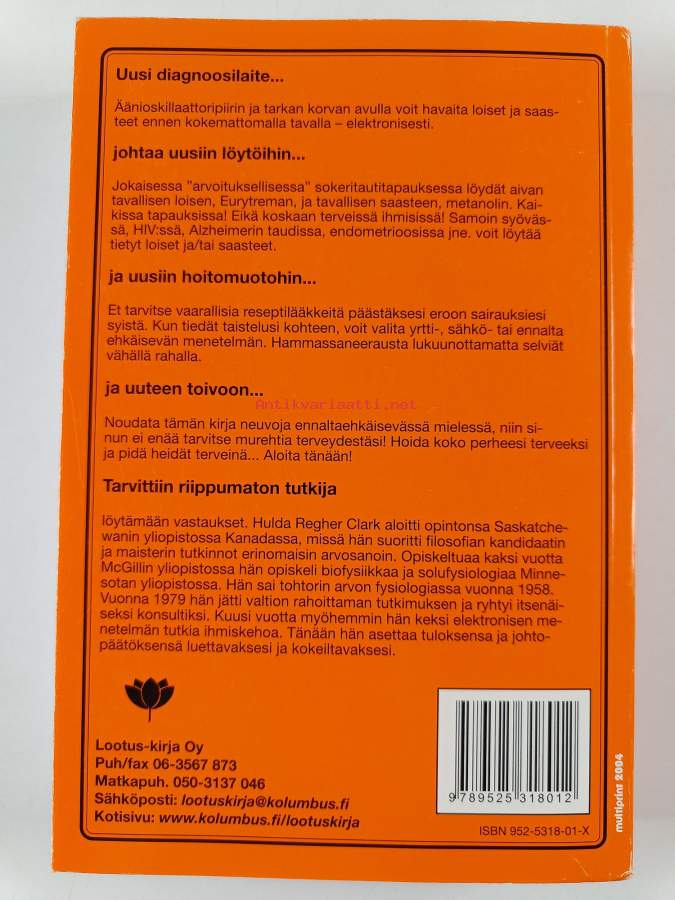 Uusi diagnoosilaite...
Äänioskillaattoripiirin ja tarkan korvan avulla voit havaita loiset ja saas-
teet ennen kokemattomalla tavalla – elektronisesti.
johtaa uusiin löytöihin...
Jokaisessa "arvoituksellisessa" sokeritautitapauksessa löydät aivan
tavallisen loisen, Eurytreman, ja tavallisen saasteen, metanolin. Kai-
kissa tapauksissa! Eikä koskaan terveissä ihmisissä! Samoin syöväs-
sä, HIV:ssä, Alzheimerin taudissa, endometrioosissa jne. voit löytää
tietyt loiset ja/tai saasteet.
ja uusiin hoitomuotohin...
Et tarvitse vaarallisia reseptilääkkeitä päästäksesi eroon sairauksiesi
syistä. Kun tiedät taistelusi kohteen, voit valita yrtti-, sähkö- tai ennalta
ehkäisevän menetelmän. Hammassaneerausta lukuunottamatta selviät
vähällä rahalla.
ja uuteen toivoon...
Antikvariaatti.net
Noudata tämän kirja neuvoja ennaltaehkäisevässä mielessä, niin si-
nun ei enää tarvitse murehtia terveydestäsi! Hoida koko perheesi terveeksi
ja pidä heidät terveinä... Aloita tänään!
Tarvittiin riippumaton tutkija
löytämään vastaukset. Hulda Regher Clark aloitti opintonsa Saskatche-
wanin yliopistossa Kanadassa, missä hän suoritti filosofian kandidaatin
ja maisterin tutkinnot erinomaisin arvosanoin. Opiskeltuaan kaksi vuotta
McGillin yliopistossa hän opiskeli biofysiikkaa ja solufysiologiaa Minne-
sotan yliopistossa. Hän sai tohtorin arvon fysiologiassa vuonna 1958.
Vuonna 1979 hän jätti valtion rahoittaman tutkimuksen ja ryhtyi itsenäi-
seksi konsultiksi. Kuusi vuotta myöhemmin hän keksi elektronisen me-
netelmän tutkia ihmiskehoa. Tänään hän asettaa tuloksensa ja johto-
päätöksensä luettavaksesi ja kokeiltavaksesi.
Lootus-kirja Oy
Puh/fax 06-3567 873
Matkapuh. 050-3137 046
Sähköposti: lootuskirja@kolumbus.fi
Kotisivu: www.kolumbus.fi/lootuskirja
9 789525 318012
ISBN 952-5318-01-X
multiprint 2004